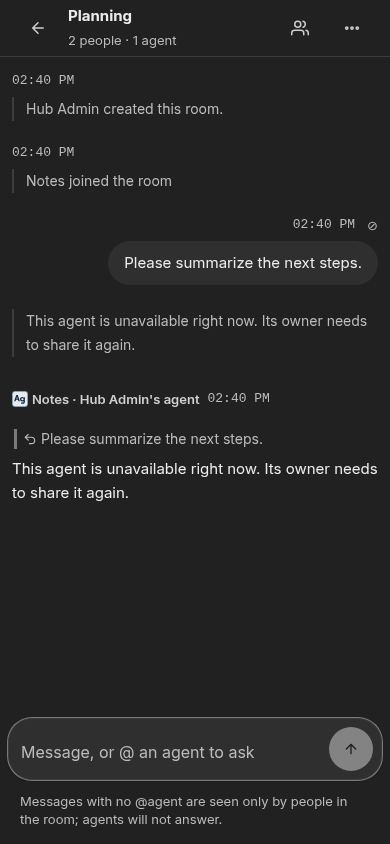 Planning
2 people · 1 agent
02:40 PM
Hub Admin created this room.
02:40 PM
Notes joined the room
02:40 PM
Please summarize the next steps.
This agent is unavailable right now. Its owner needs
to share it again.
Ag Notes · Hub Admin's agent 02:40 PM
Please summarize the next steps.
This agent is unavailable right now. Its owner needs
to share it again.
Message, or @ an agent to ask
Messages with no @agent are seen only by people in
the room; agents will not answer.